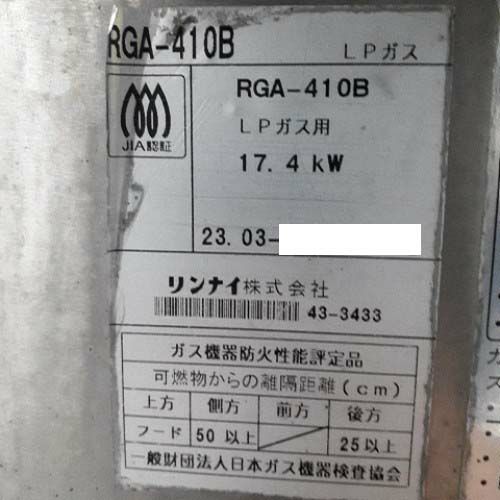 RGA-410B LPガス
JIA認証
RGA-410B
LPガス用
17.4 kW
23.03-
リンナイ株式会社
43-3433
ガス機器防火性能評定品
可燃物からの離隔距離(cm)
上方 側方 前方 後方
フード 50以上 25以上
一般財団法人日本ガス機器検査協会